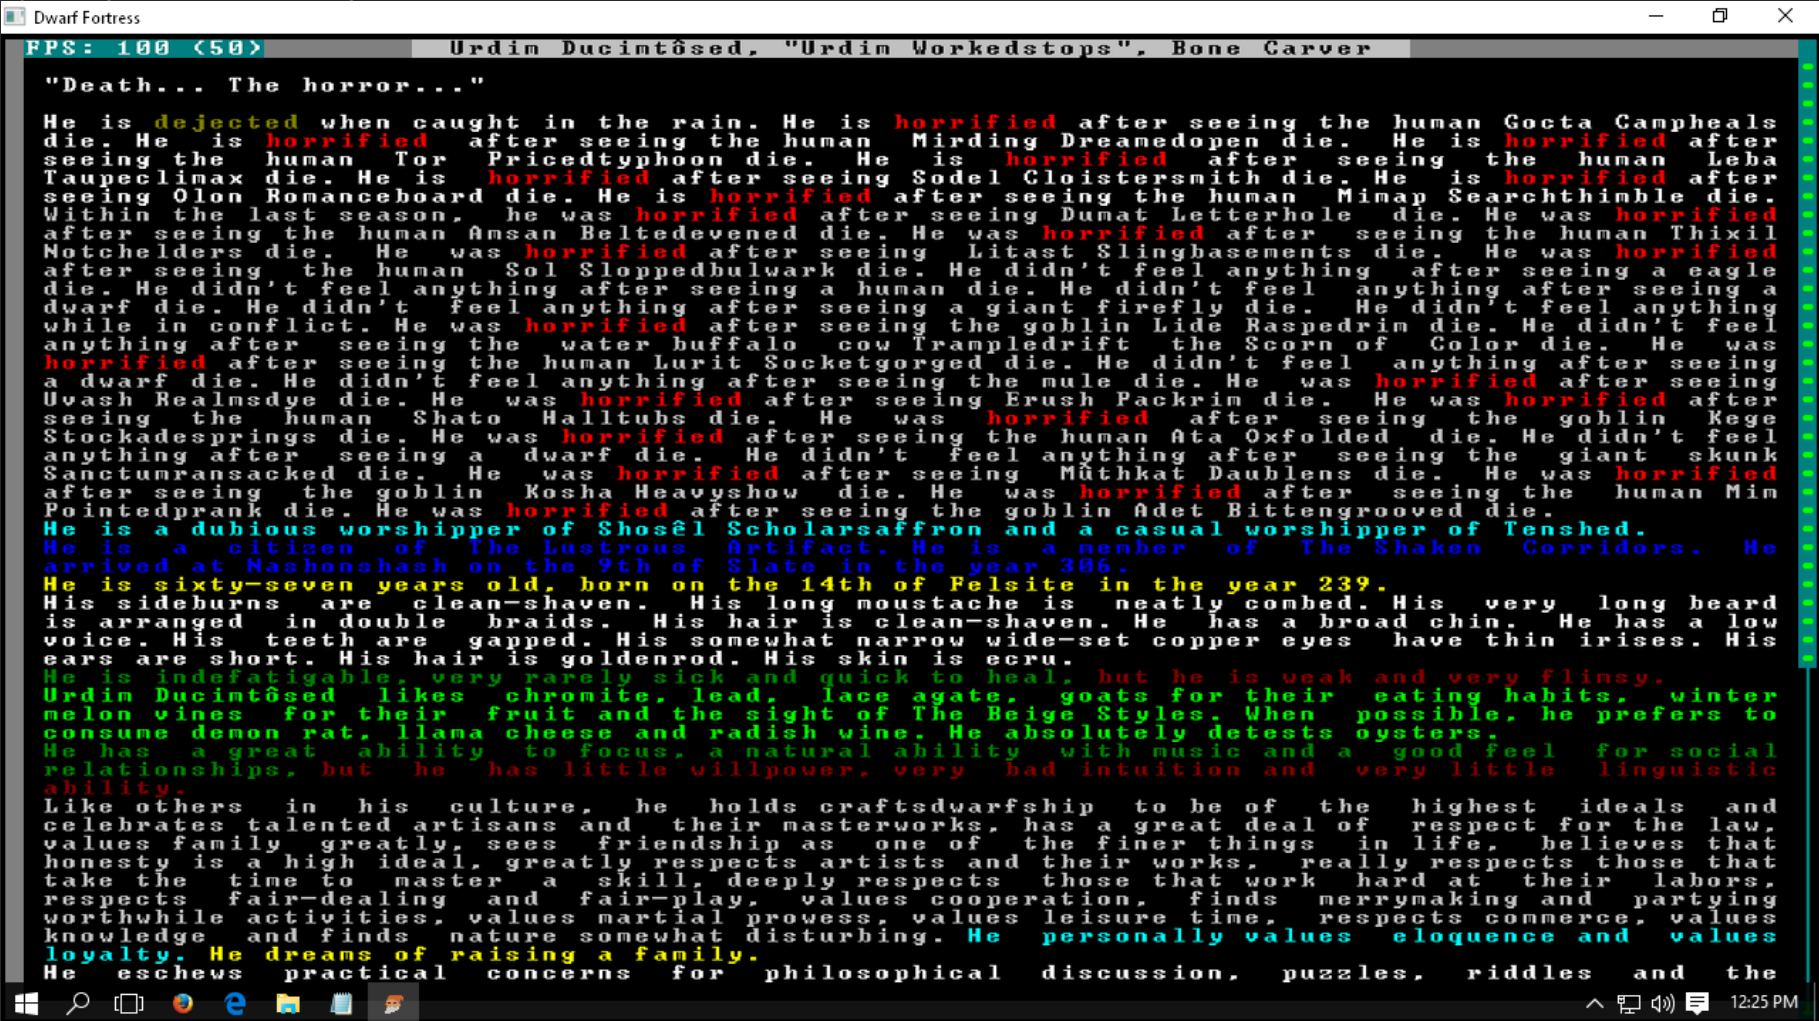 Dwarf Fortress
FPS: 100 (50)
Urdim Ducimtôsed, "Urdim Workedstops", Bone Carver
"Death... The horror..."
He is dejected when caught in the rain. He is horrified after seeing the human Gocta Campheals
die. He is horrified after seeing the human Mirding Dreamedopen die. He is horrified after
seeing the human Tor Pricedtyphoon die. He is horrified after seeing the human Leba
Taupeclimax die. He is horrified after seeing Sodel Cloistersmith die. He is horrified after
seeing Olon Romanceboard die. He is horrified after seeing the human Mimap Searchthimble die.
Within the last season, he was horrified after seeing Dumat Letterhole die. He was horrified
after seeing the human Amsan Beltedevened die. He was horrified after seeing the human Thixil
Notchelders die. He was horrified after seeing Litast Slingbasements die. He was horrified
after seeing the human Sol Sloppedbulwark die. He didn't feel anything after seeing a eagle
die. He didn't feel anything after seeing a human die. He didn't feel anything after seeing a
dwarf die. He didn't feel anything after seeing a giant firefly die. He didn't feel anything
while in conflict. He was horrified after seeing the goblin Lide Raspedrim die. He didn't feel
anything after seeing the water buffalo cow Trampledrift the Scorn of Color die. He was
horrified after seeing the human Lurit Socketgorged die. He didn't feel anything after seeing
a dwarf die. He didn't feel anything after seeing the mule die. He was horrified after seeing
Uvash Realmsdye die. He was horrified after seeing Erush Packrim die. He was horrified after
seeing the human Shato Halltubs die. He was horrified after seeing the goblin Kege
Stockadesprings die. He was horrified after seeing the human Ata Oxfolded die. He didn't feel
anything after seeing a dwarf die. He didn't feel anything after seeing the giant skunk
Sanctumransacked die. He was horrified after seeing Mûthkat Daublens die. He was horrified
after seeing the goblin Kosha Heavyshow die. He was horrified after seeing the human Mim
Pointedprank die. He was horrified after seeing the goblin Adet Bittengrooved die.
He is a dubious worshipper of Shosêl Scholarsaffron and a casual worshipper of Tenshed.
He is a citizen of The Lustrous Artifact. He is a member of The Shaken Corridors. He
arrived at Nashonshash on the 9th of Slate in the year 306.
He is sixty-seven years old, born on the 14th of Felsite in the year 239.
His sideburns are clean-shaven. His long moustache is neatly combed. His very long beard
is arranged in double braids. His hair is clean-shaven. He has a broad chin. He has a low
voice. His teeth are gapped. His somewhat narrow wide-set copper eyes have thin irises. His
ears are short. His hair is goldenrod. His skin is ecru.
He is indefatigable, very rarely sick and quick to heal, but he is weak and very flimsy.
Urdim Ducimtôsed likes chromite, lead, lace agate, goats for their eating habits, winter
melon vines for their fruit and the sight of The Beige Styles. When possible, he prefers to
consume demon rat, llama cheese and radish wine. He absolutely detests oysters.
He has a great ability to focus, a natural ability with music and a good feel for social
relationships, but he has little willpower, very bad intuition and very little linguistic
ability.
Like others in his culture, he holds craftsdwarfship to be of the highest ideals and
celebrates talented artisans and their masterworks, has a great deal of respect for the law,
values family greatly, sees friendship as one of the finer things in life, believes that
honesty is a high ideal, greatly respects artists and their works, really respects those that
take the time to master a skill, deeply respects those that work hard at their labors,
respects fair-dealing and fair-play, values cooperation, finds merrymaking and partying
worthwhile activities, values martial prowess, values leisure time, respects commerce, values
knowledge and finds nature somewhat disturbing. He personally values eloquence and values
loyalty. He dreams of raising a family.
He eschews practical concerns for philosophical discussion, puzzles, riddles and the
12:25 PM